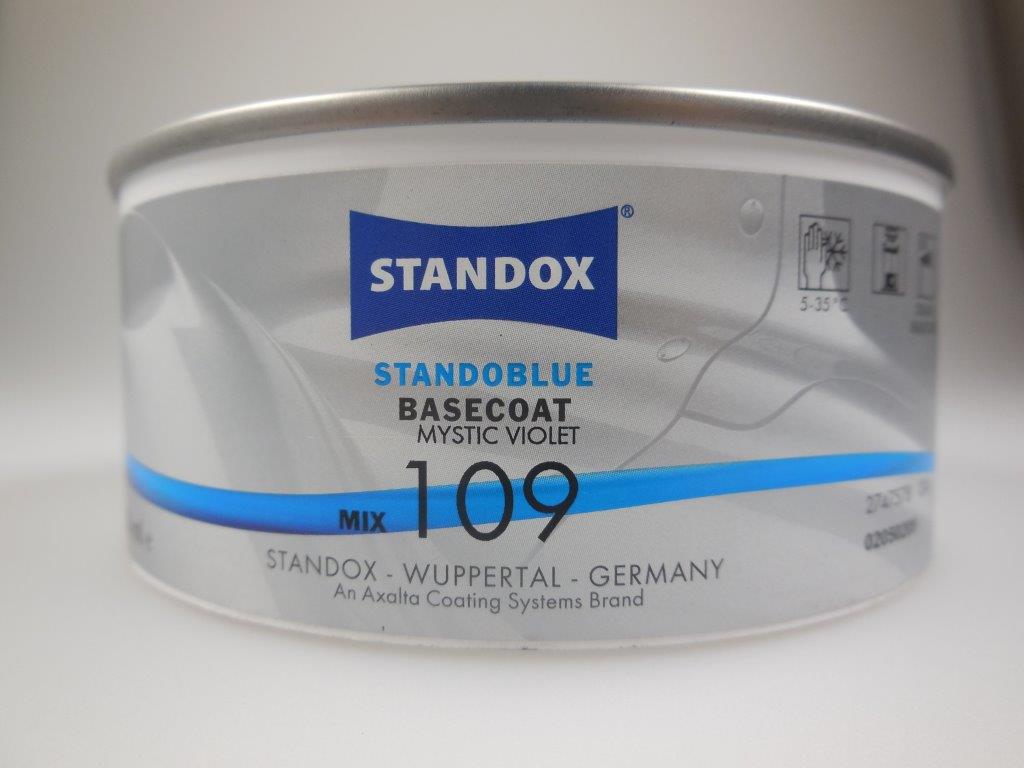 STANDOX®
STANDOBLUE
BASECOAT
MYSTIC VIOLET
MIX 109
STANDOX - WUPPERTAL - GERMANY
An Axalta Coating Systems Brand
5-35°C